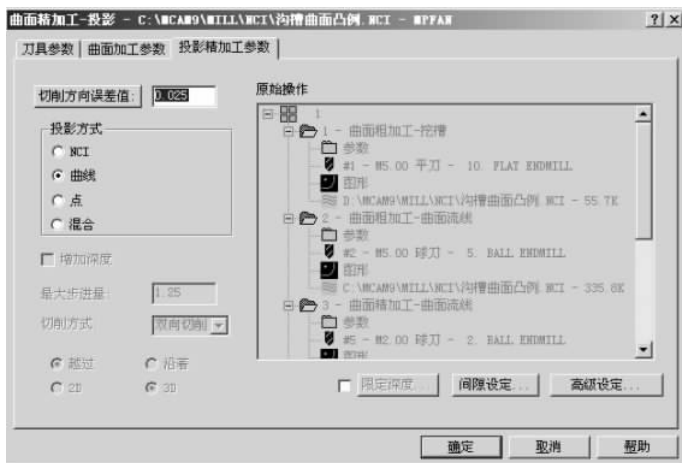 曲面精加工-投影 - C:\MCAM9\MILL\NCI\沟槽曲面凸例.NCI - MPFAN
刀具参数 曲面加工参数 投影精加工参数
切削方向误差值: 0.025
原始操作
投影方式
NCI
曲线
点
混合
增加深度
最大步进量: 1.25
切削方式 双向切削
越过 沿著
2D 3D
1
1 - 曲面粗加工-挖槽
参数
#1 - M5.00 平刀 - 10. FLAT ENDMILL
图形
D:\MCAM9\MILL\NCI\沟槽曲面凸例.NCI - 55.7K
2 - 曲面粗加工-曲面流线
参数
#2 - M5.00 球刀 - 5. BALL ENDMILL
图形
C:\MCAM9\MILL\NCI\沟槽曲面凸例.NCI - 335.6K
3 - 曲面精加工-曲面流线
参数
#5 - M2.00 球刀 - 2. BALL ENDMILL
图形
限定深度... 间隙设定... 高级设定...
确定 取消 帮助